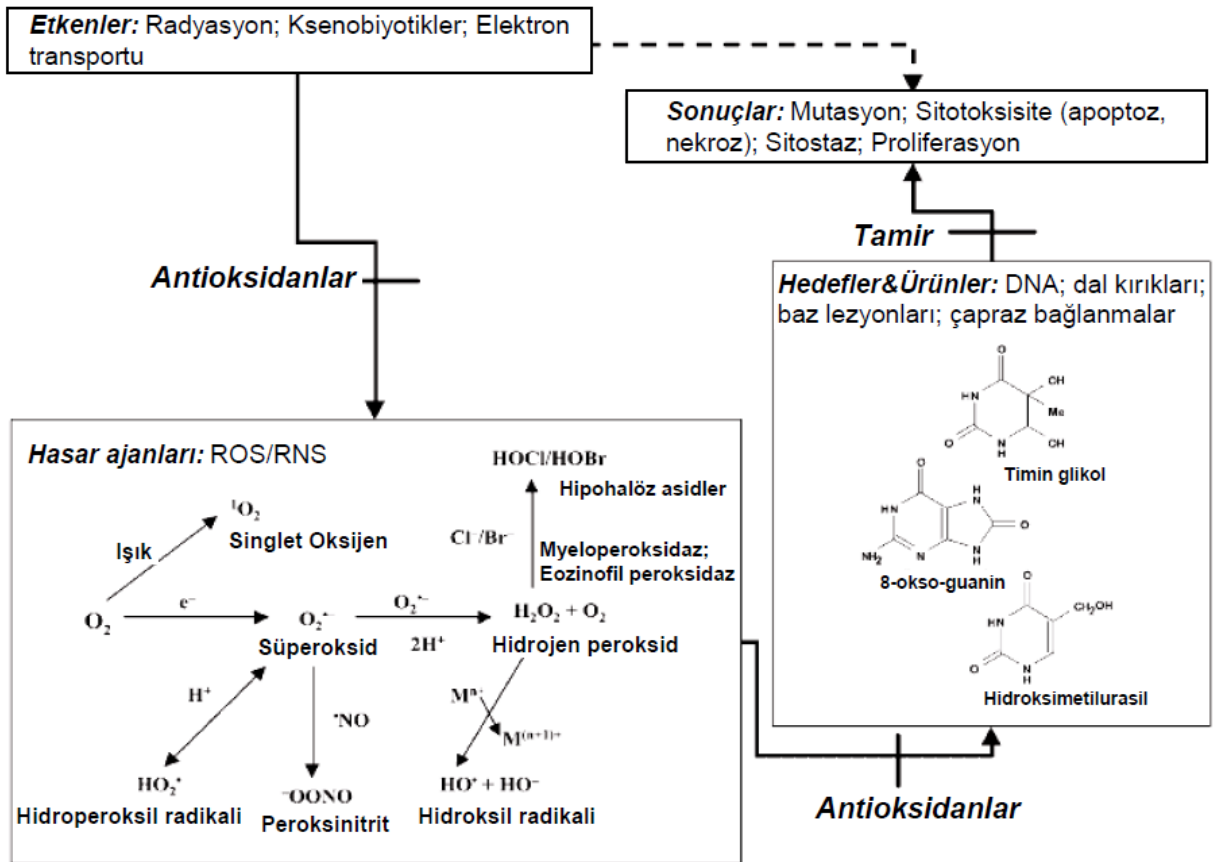 Etkenler: Radyasyon; Ksenobiyotikler; Elektron
transportu
Sonuçlar: Mutasyon; Sitotoksisite (apoptoz,
nekroz); Sitostaz; Proliferasyon
Tamir
Antioksidanlar
Hedefler&Ürünler: DNA; dal kırıkları;
baz lezyonları; çapraz bağlanmalar
O
HN
CH
Me
O
N
H
CH
Timin glikol
O
HN
H
N
O
NH₂
N
N
H
8-okso-guanin
O
HN
CH₂OH
O
N
H
Hidroksimetilurasil
Hasar ajanları: ROS/RNS
HOCl/HOBr
Hipohalöz asidler
¹O₂
Singlet Oksijen
Işık
Cl⁻/Br⁻
Myeloperoksidaz;
Eozinofil peroksidaz
O₂
e⁻
O₂•⁻
Süperoksid
O₂•⁻
2H⁺
H₂O₂ + O₂
Hidrojen peroksid
H⁺
•NO
Mⁿ⁺
M⁽ⁿ⁺¹⁾⁺
HO₂•
Hidroperoksil radikali
⁻OONO
Peroksinitrit
HO• + HO⁻
Hidroksil radikali
Antioksidanlar